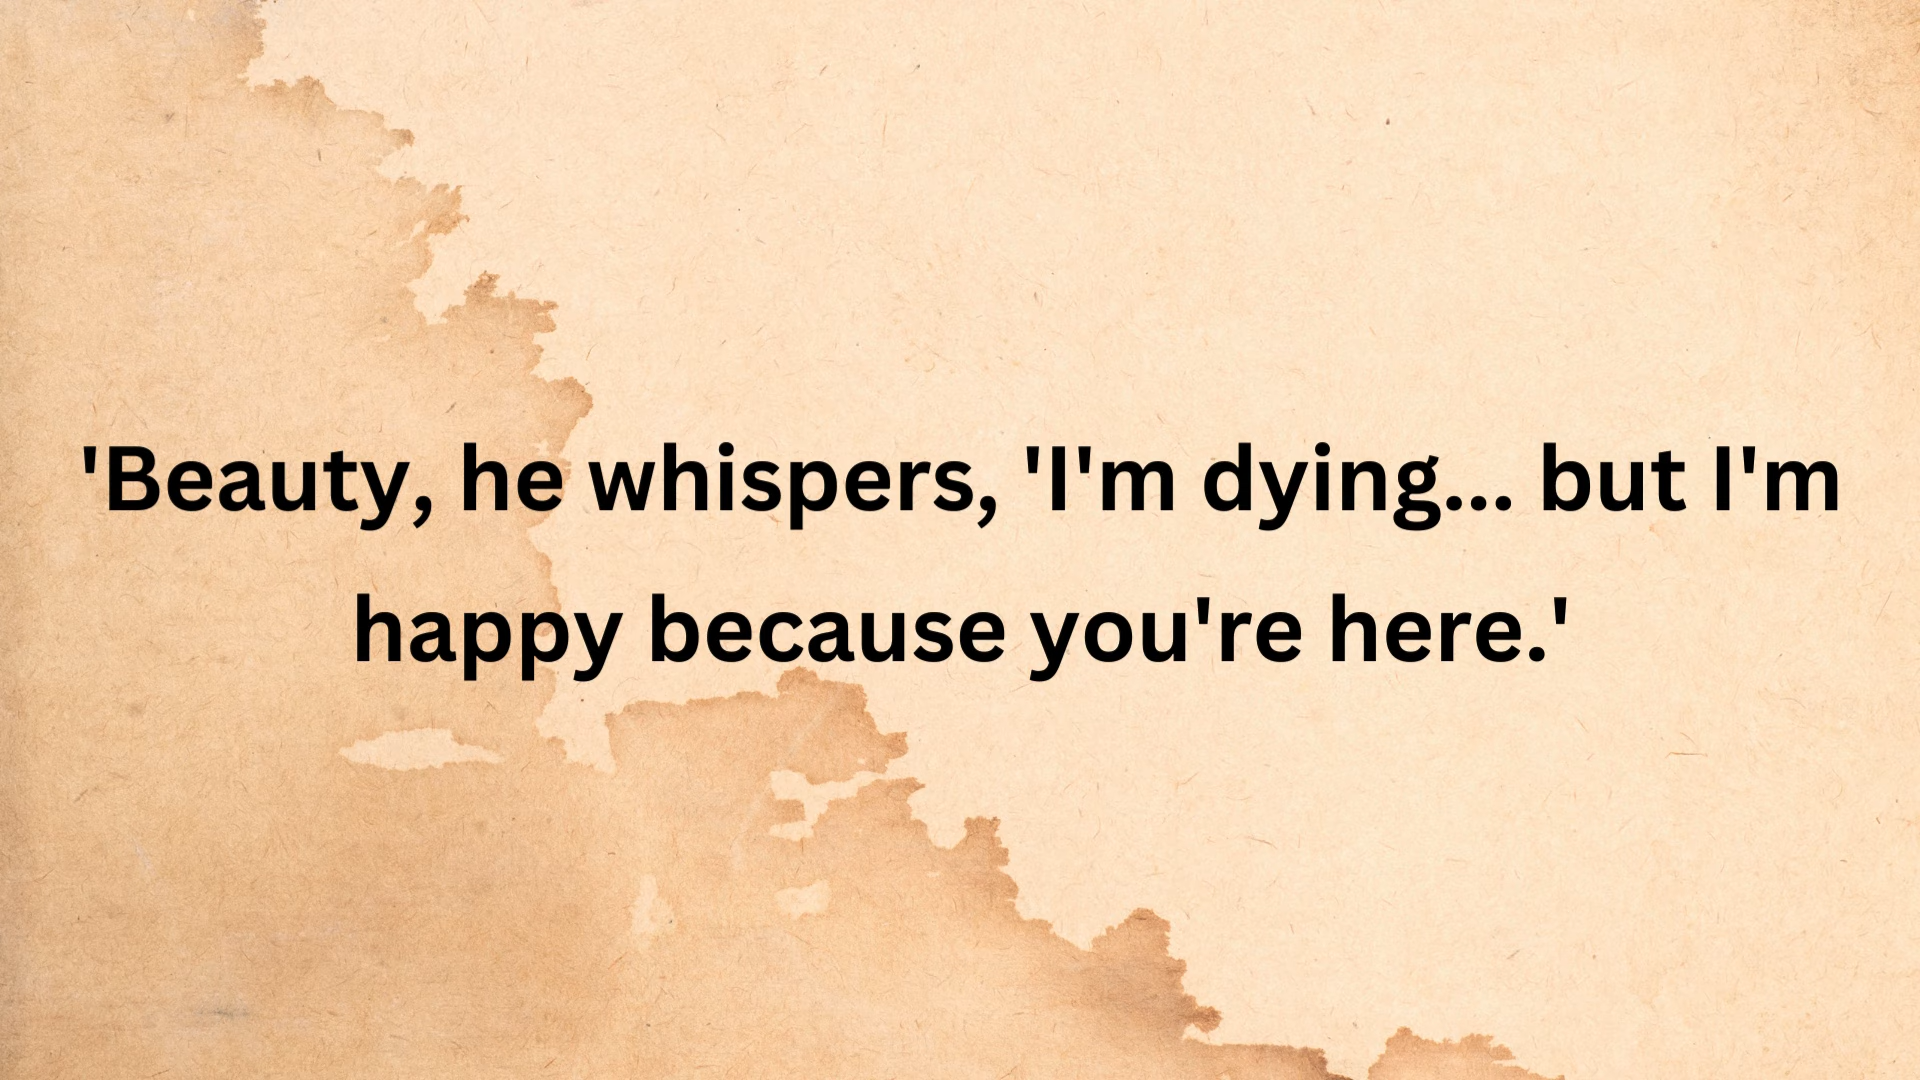 'Beauty, he whispers, 'I'm dying... but I'm
happy because you're here.'